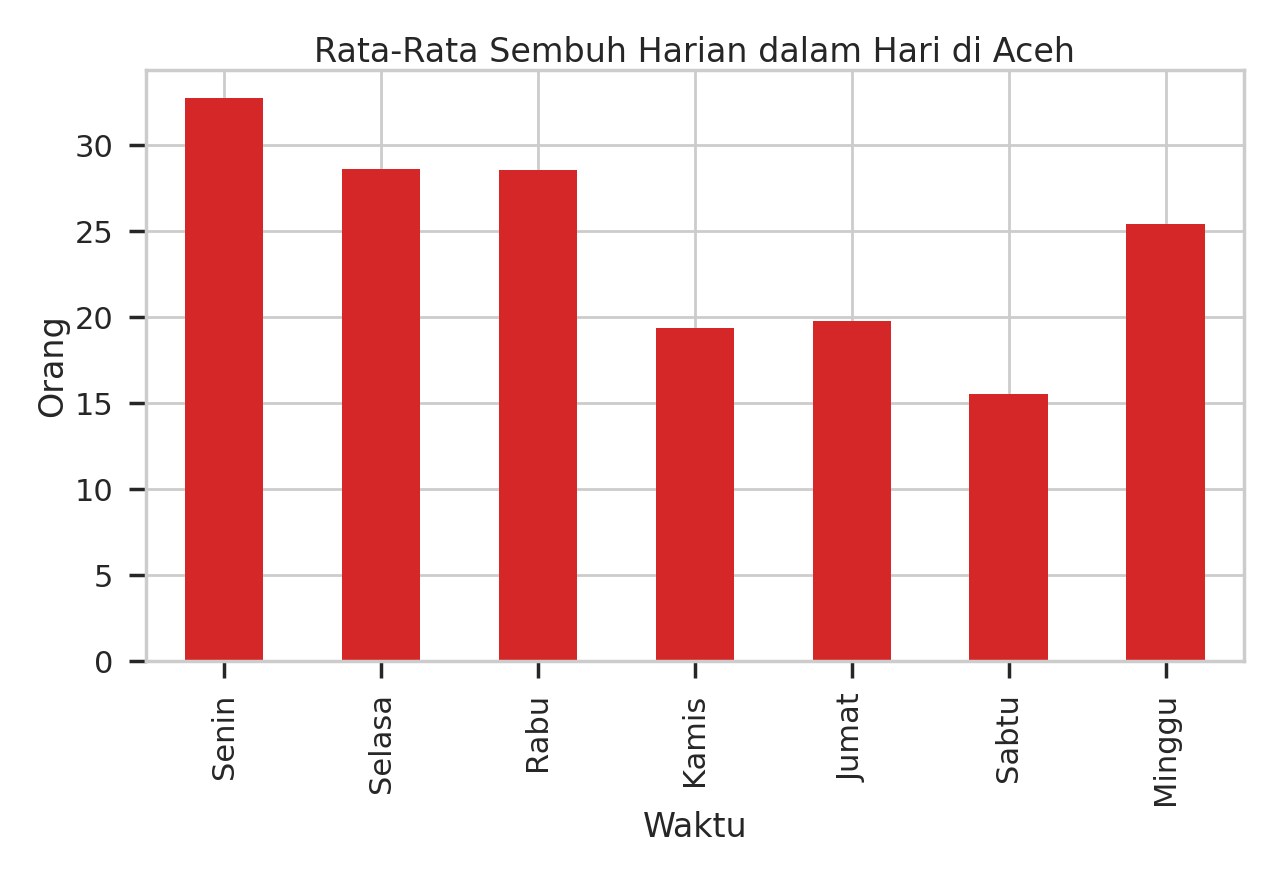 Rata-Rata Sembuh Harian dalam Hari di Aceh
Orang
30
25
20
15
10
5
0
Senin
Selasa
Rabu
Kamis
Jumat
Sabtu
Minggu
Waktu